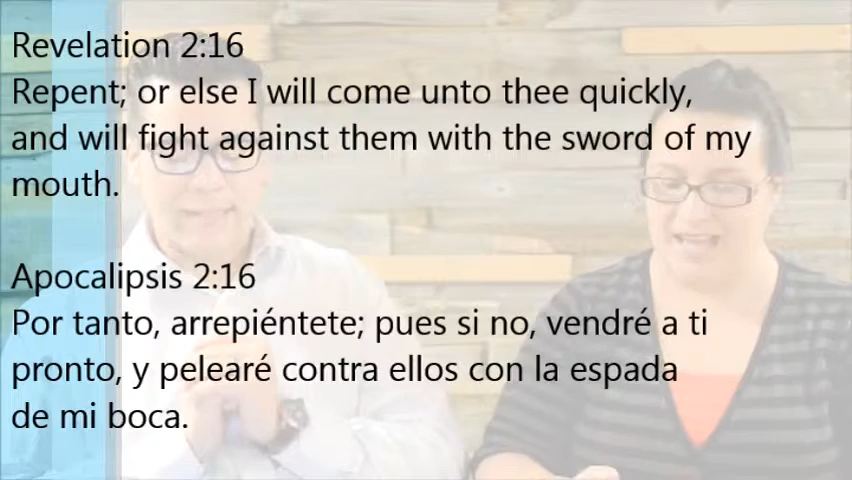 Revelation 2:16
Repent; or else I will come unto thee quickly,
and will fight against them with the sword of my
mouth.
Apocalipsis 2:16
Por tanto, arrepiéntete; pues si no, vendré a ti
pronto, y pelearé contra ellos con la espada
de mi boca.